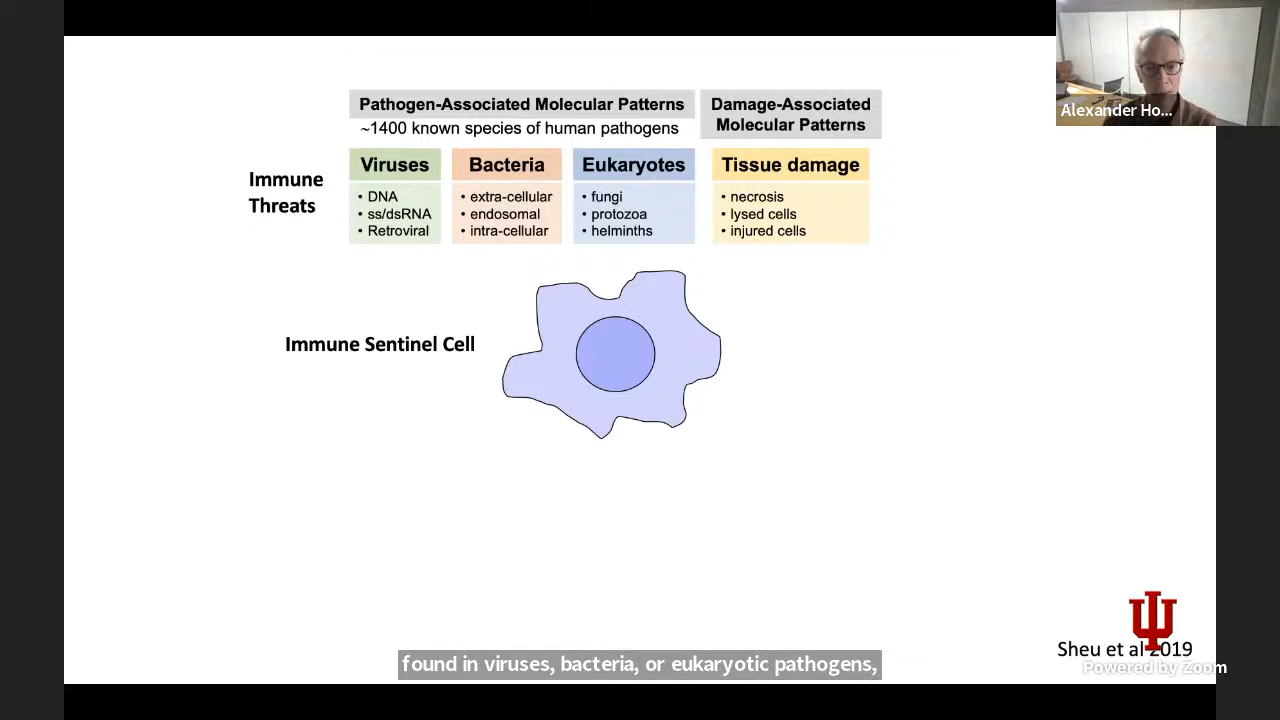 Alexander Ho...
Pathogen-Associated Molecular Patterns
~1400 known species of human pathogens
Damage-Associated
Molecular Patterns
Immune
Threats
Viruses
• DNA
• ss/dsRNA
• Retroviral
Bacteria
• extra-cellular
• endosomal
• intra-cellular
Eukaryotes
• fungi
• protozoa
• helminths
Tissue damage
• necrosis
• lysed cells
• injured cells
Immune Sentinel Cell
Sheu et al 2019
Powered by Zoom
found in viruses, bacteria, or eukaryotic pathogens,